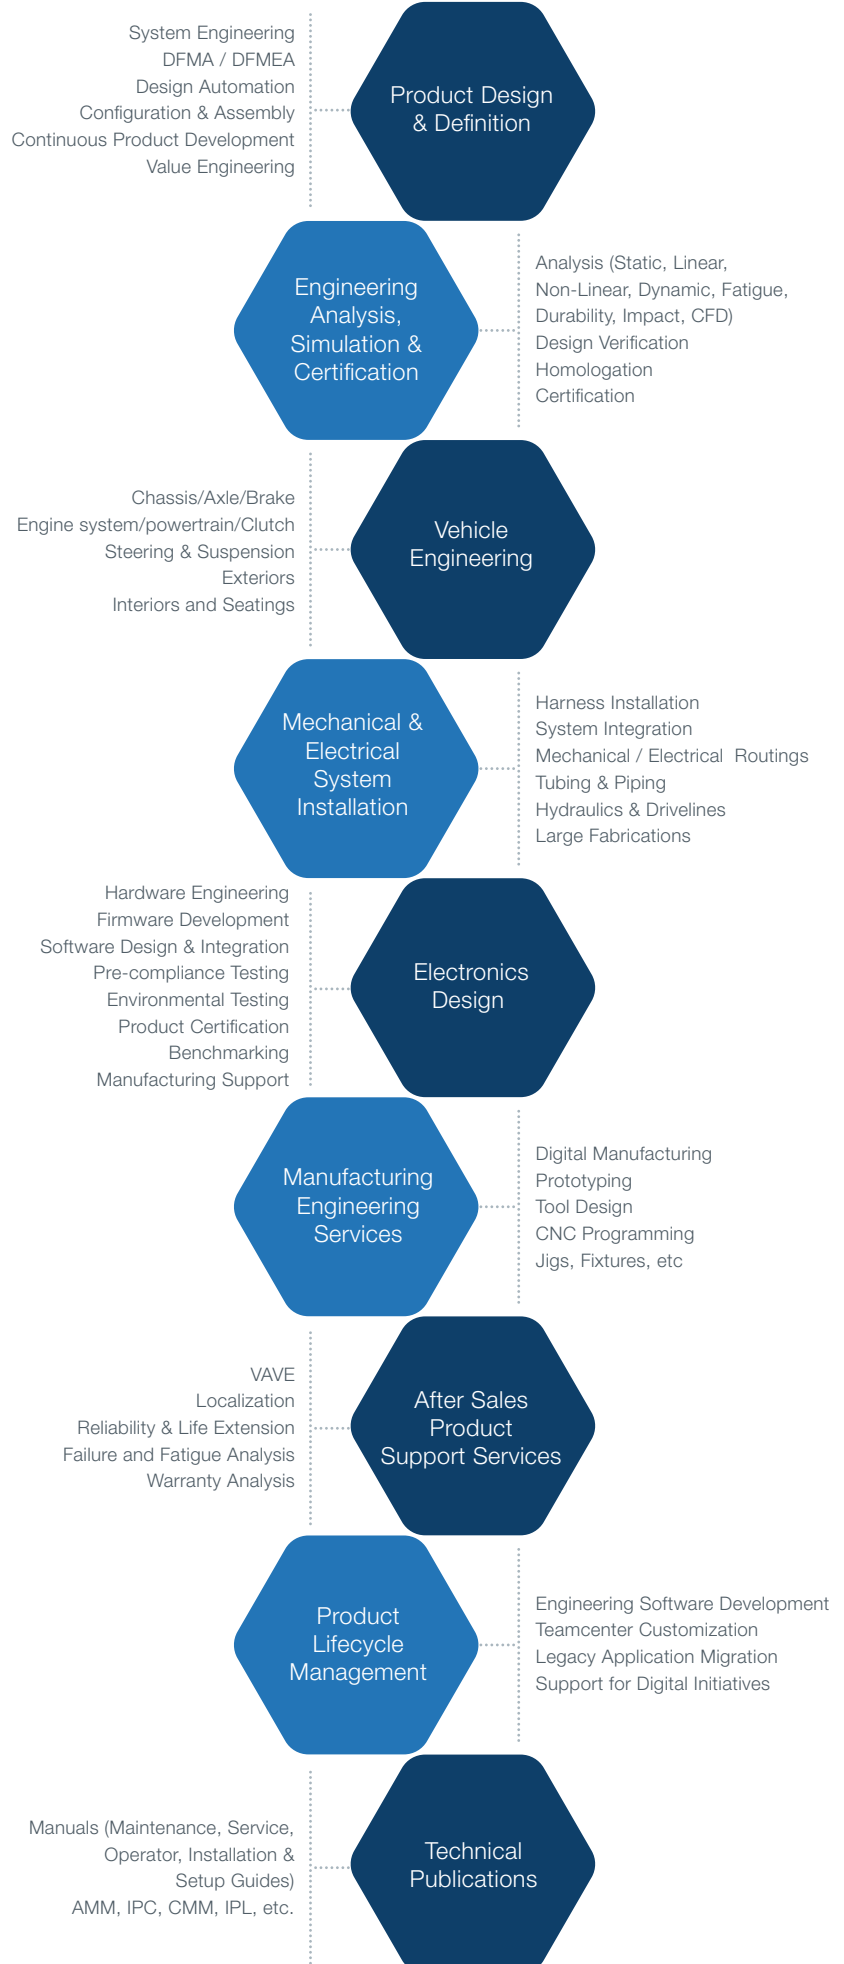 System Engineering
DFMA / DFMEA
Design Automation
Configuration & Assembly
Continuous Product Development
Value Engineering
Product Design
& Definition
Engineering
Analysis,
Simulation &
Certification
Analysis (Static, Linear,
Non-Linear, Dynamic, Fatigue,
Durability, Impact, CFD)
Design Verification
Homologation
Certification
Chassis/Axle/Brake
Engine system/powertrain/Clutch
Steering & Suspension
Exteriors
Interiors and Seatings
Vehicle
Engineering
Mechanical &
Electrical
System
Installation
Harness Installation
System Integration
Mechanical / Electrical  Routings
Tubing & Piping
Hydraulics & Drivelines
Large Fabrications
Hardware Engineering
Firmware Development
Software Design & Integration
Pre-compliance Testing
Environmental Testing
Product Certification
Benchmarking
Manufacturing Support
Electronics
Design
Manufacturing
Engineering
Services
Digital Manufacturing
Prototyping
Tool Design
CNC Programming
Jigs, Fixtures, etc
VAVE
Localization
Reliability & Life Extension
Failure and Fatigue Analysis
Warranty Analysis
After Sales
Product
Support Services
Product
Lifecycle
Management
Engineering Software Development
Teamcenter Customization
Legacy Application Migration
Support for Digital Initiatives
Manuals (Maintenance, Service,
Operator, Installation &
Setup Guides)
AMM, IPC, CMM, IPL, etc.
Technical
Publications